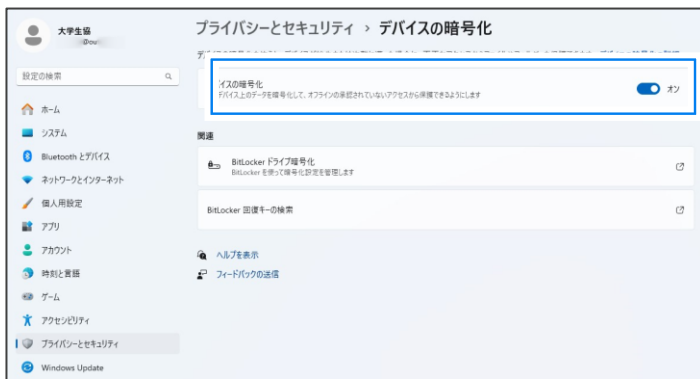 大学生協
プライバシーとセキュリティ › デバイスの暗号化
設定の検索
イスの暗号化
デバイス上のデータを暗号化して、オフラインの承認されていないアクセスから保護できるようにします
オン
ホーム
システム
Bluetooth とデバイス
ネットワークとインターネット
個人用設定
アプリ
アカウント
時刻と言語
ゲーム
アクセシビリティ
プライバシーとセキュリティ
Windows Update
関連
BitLocker ドライブ暗号化
BitLocker を使って暗号化設定を管理します
BitLocker 回復キーの検索
ヘルプを表示
フィードバックの送信